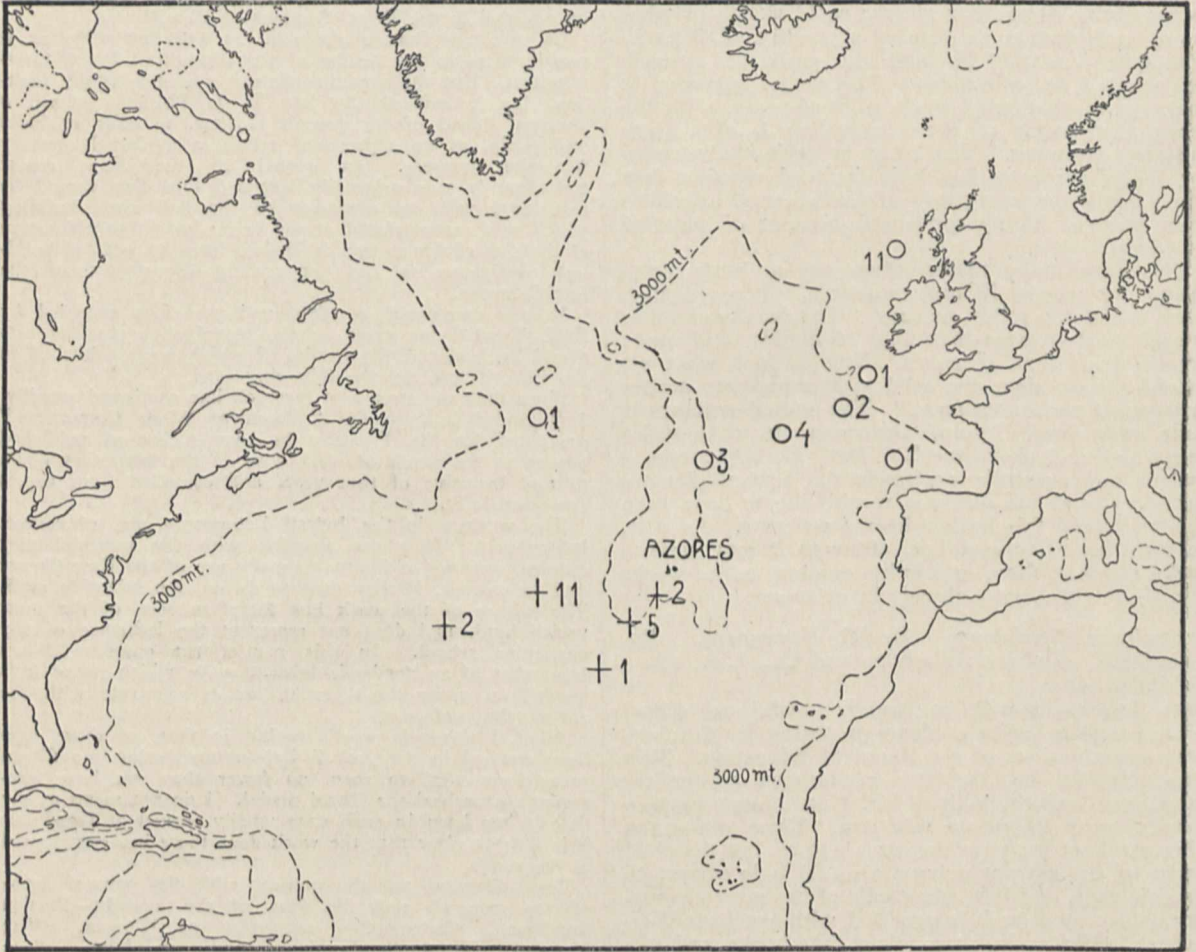 3000 mt.
11 O
O1
O2
O1
O4
O3
O1
AZORES
3000 mt.
+11
+2
+2
+5
+1
3000 mt.